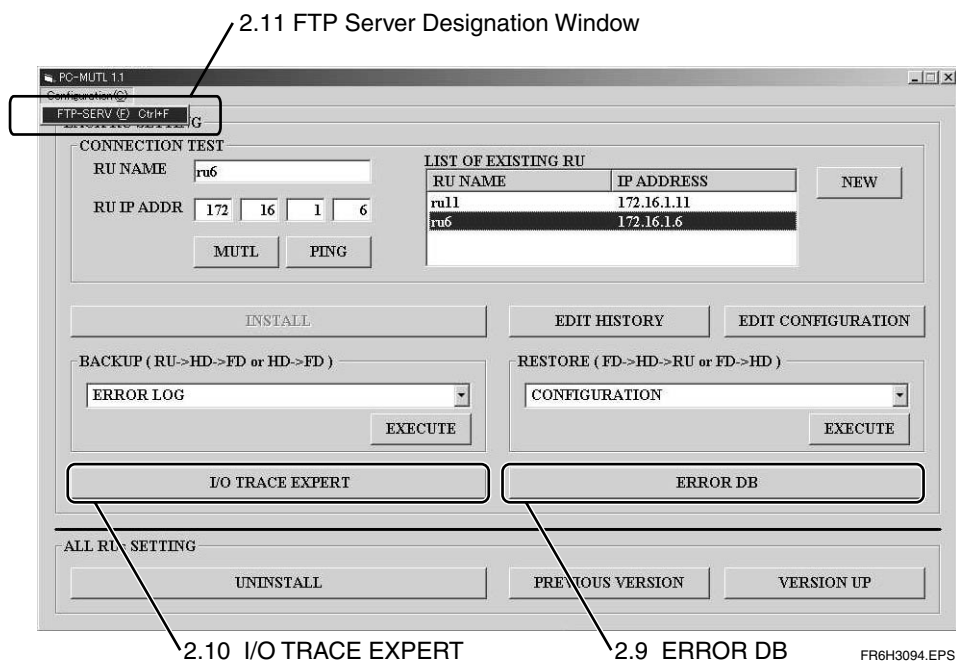 2.11 FTP Server Designation Window
PC-MUTL 1.1
Configuration(C)
FTP-SERV (F) Ctrl+F
EACH RU SETTING
CONNECTION TEST
RU NAME ru6
RU IP ADDR 172 16 1 6
MUTL PING
LIST OF EXISTING RU
RU NAME IP ADDRESS
ru11 172.16.1.11
ru6 172.16.1.6
NEW
INSTALL EDIT HISTORY EDIT CONFIGURATION
BACKUP ( RU->HD->FD or HD->FD )
ERROR LOG
EXECUTE
RESTORE ( FD->HD->RU or FD->HD )
CONFIGURATION
EXECUTE
I/O TRACE EXPERT ERROR DB
ALL RUs SETTING
UNINSTALL PREVIOUS VERSION VERSION UP
2.10 I/O TRACE EXPERT 2.9 ERROR DB
FR6H3094.EPS